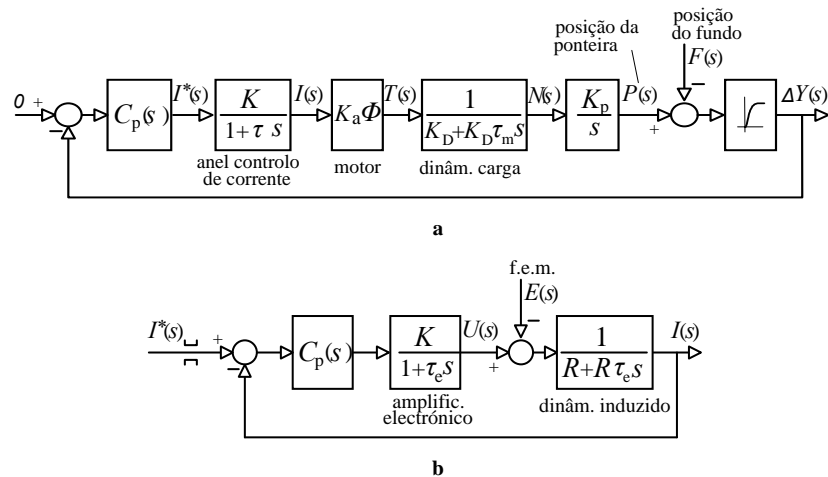 posição da ponteira
posição do fundo
F(s)
0 + − C_p(s) I*(s) K / 1+τ s I(s) K_aΦ T(s) 1 / K_D+K_Dτ_m s N(s) K_p / s P(s) + − ΔY(s)
anel controlo de corrente
motor
dinâm. carga
a
f.e.m.
E(s)
I*(s) + − C_p(s) K / 1+τ_e s U(s) + − 1 / R+Rτ_e s I(s)
amplific. electrónico
dinâm. induzido
b